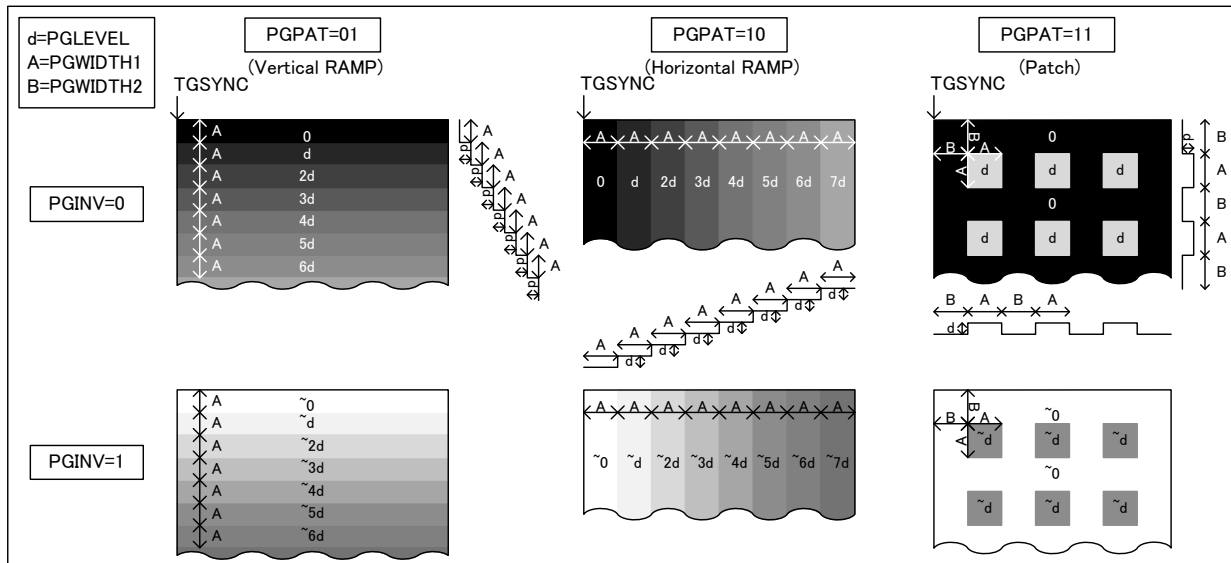 d=PGLEVEL
A=PGWIDTH1
B=PGWIDTH2
PGPAT=01
(Vertical RAMP)
PGPAT=10
(Horizontal RAMP)
PGPAT=11
(Patch)
TGSYNC
TGSYNC
TGSYNC
PGINV=0
A 0
A d
A 2d
A 3d
A 4d
A 5d
A 6d
A
d
A
d
A
d
A
d
A
d
A
d
A
d
A A A A A A A A
0 d 2d 3d 4d 5d 6d 7d
A
d
A
d
A
d
A
d
A
d
A
d
A
d
A
B 0
B A
A
d d d
0
d d d
d
B
A
B
A
B
B A B A
d
PGINV=1
A ~0
A ~d
A ~2d
A ~3d
A ~4d
A ~5d
A ~6d
A A A A A A A A
~0 ~d ~2d ~3d ~4d ~5d ~6d ~7d
B ~0
B A
A
~d ~d ~d
~0
~d ~d ~d